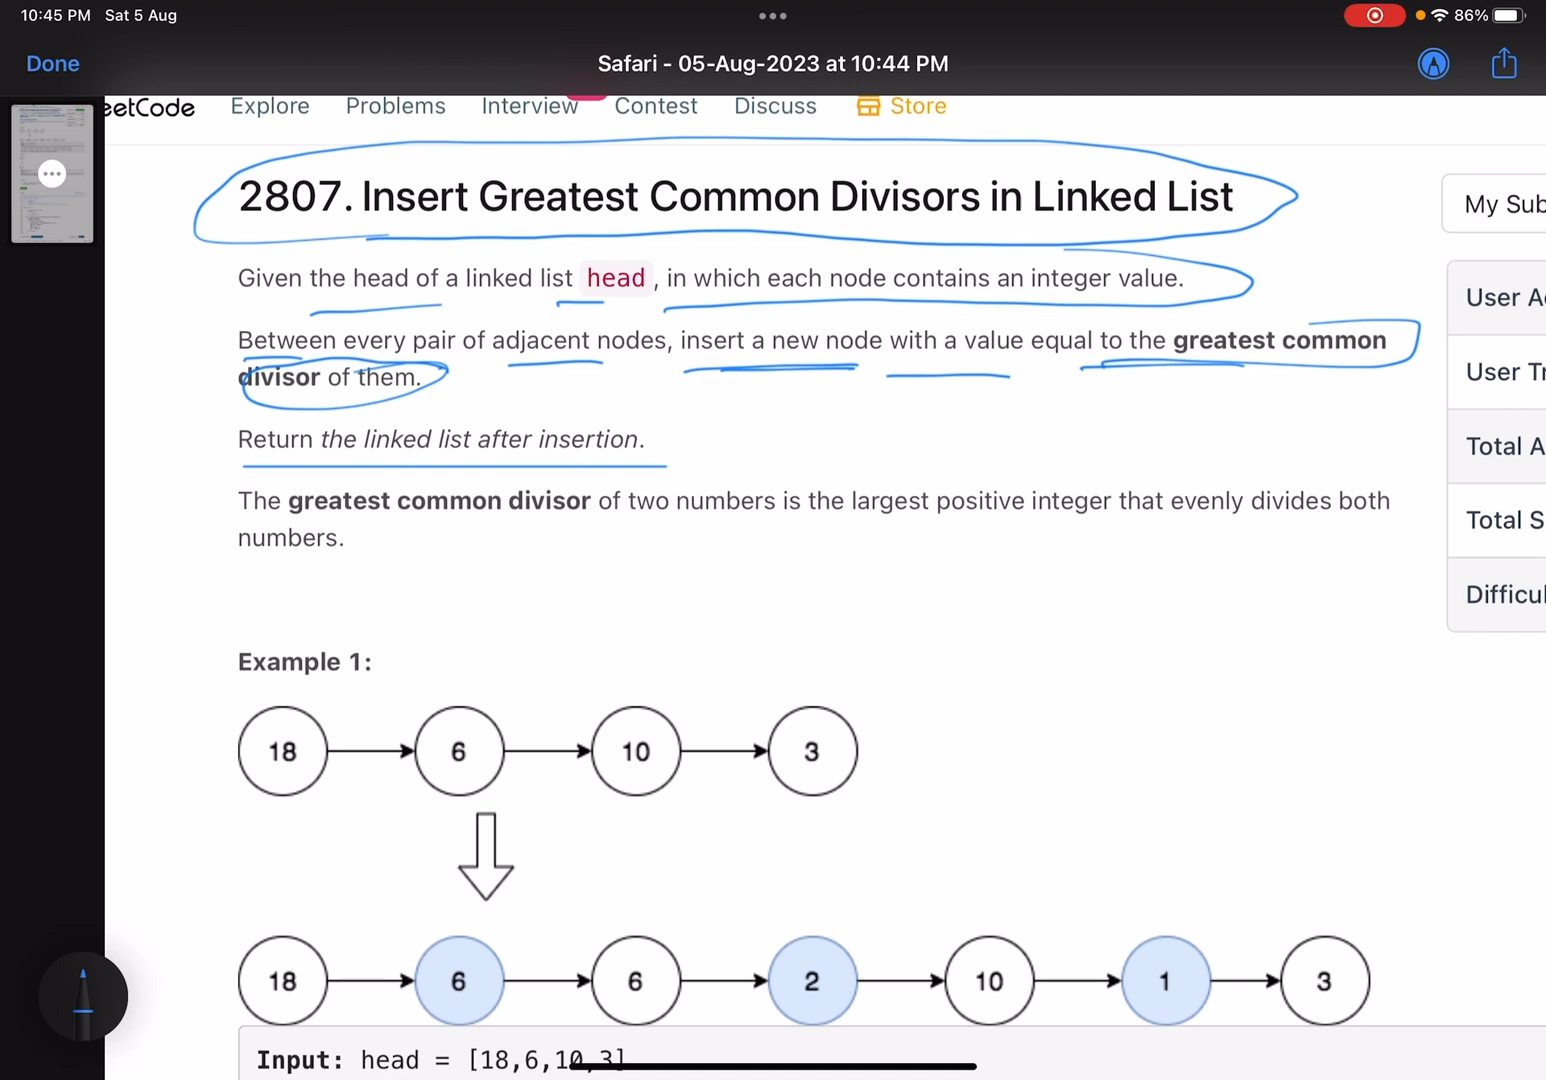 10:45 PM Sat 5 Aug
86%
Done
Safari - 05-Aug-2023 at 10:44 PM
eetCode Explore Problems Interview Contest Discuss Store
2807. Insert Greatest Common Divisors in Linked List
My Sub
Given the head of a linked list head, in which each node contains an integer value.
User A
Between every pair of adjacent nodes, insert a new node with a value equal to the greatest common
divisor of them.
User Tr
Return the linked list after insertion.
Total A
The greatest common divisor of two numbers is the largest positive integer that evenly divides both
numbers.
Total S
Difficul
Example 1:
18 6 10 3
18 6 6 2 10 1 3
Input: head = [18,6,10,3]